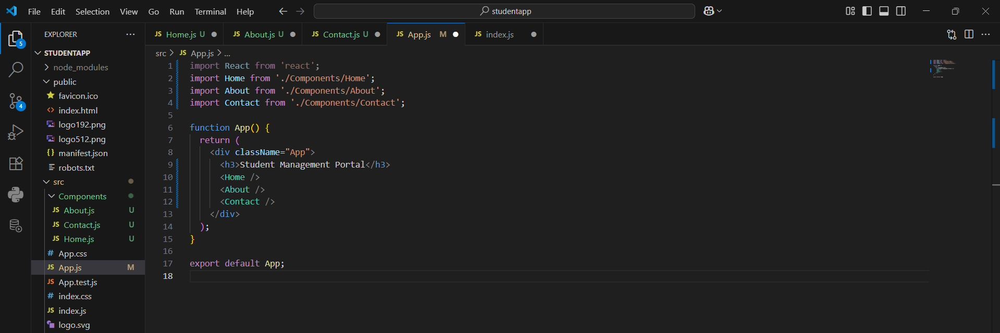 File Edit Selection View Go Run Terminal Help
studentapp
EXPLORER
5
4
STUDENTAPP
node_modules
public
favicon.ico
index.html
logo192.png
logo512.png
manifest.json
robots.txt
src
Components
JS About.js U
JS Contact.js U
JS Home.js U
# App.css
JS App.js M
JS App.test.js
# index.css
JS index.js
logo.svg
JS Home.js U JS About.js U JS Contact.js U JS App.js M JS index.js
src > JS App.js > ...
1 import React from 'react';
2 import Home from './Components/Home';
3 import About from './Components/About';
4 import Contact from './Components/Contact';
5
6 function App() {
7 return (
8 <div className="App">
9 <h3>Student Management Portal</h3>
10 <Home />
11 <About />
12 <Contact />
13 </div>
14 );
15 }
16
17 export default App;
18